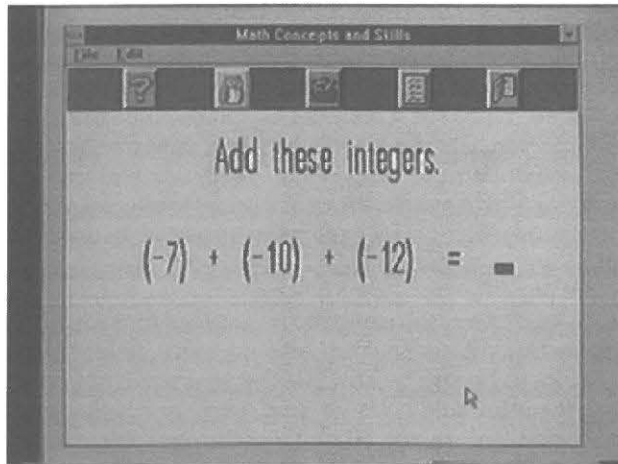 Math Concepts and Skills
File Edit
Add these integers.
(-7) + (-10) + (-12) =